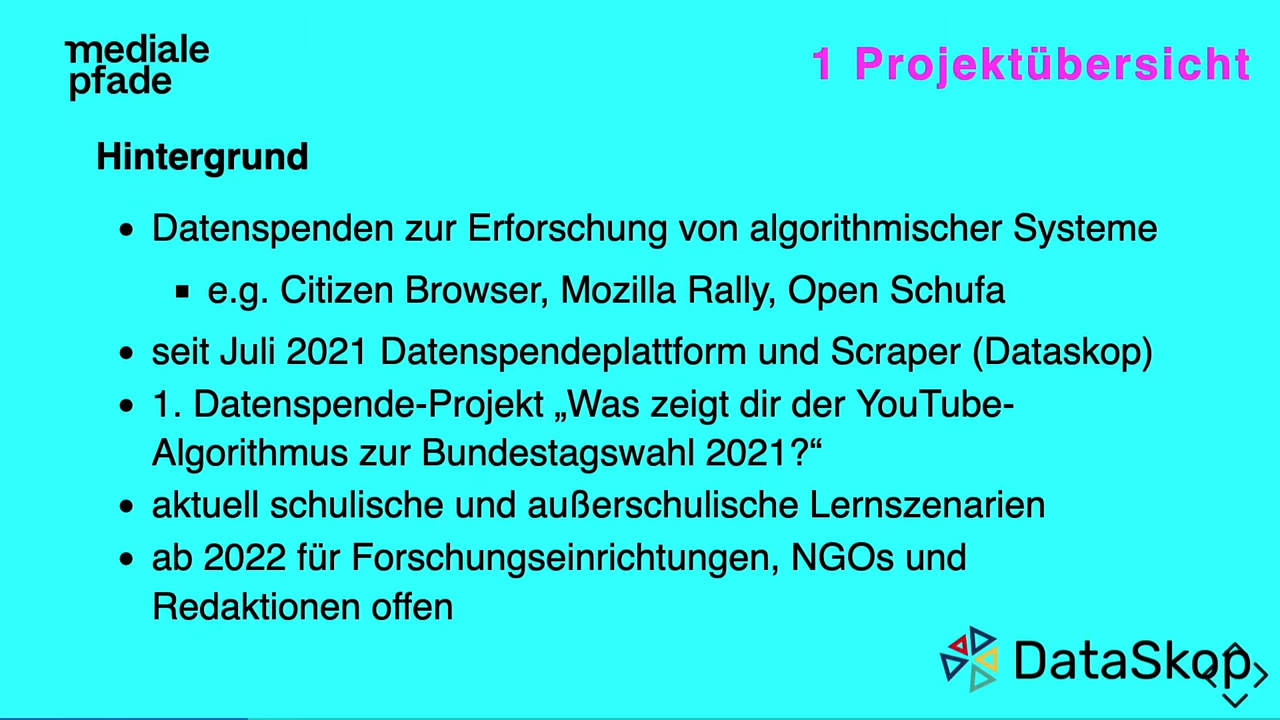 mediale
pfade
1 Projektübersicht
Hintergrund
• Datenspenden zur Erforschung von algorithmischer Systeme
▪ e.g. Citizen Browser, Mozilla Rally, Open Schufa
• seit Juli 2021 Datenspendeplattform und Scraper (Dataskop)
• 1. Datenspende-Projekt „Was zeigt dir der YouTube-
Algorithmus zur Bundestagswahl 2021?“
• aktuell schulische und außerschulische Lernszenarien
• ab 2022 für Forschungseinrichtungen, NGOs und
Redaktionen offen
DataSkop